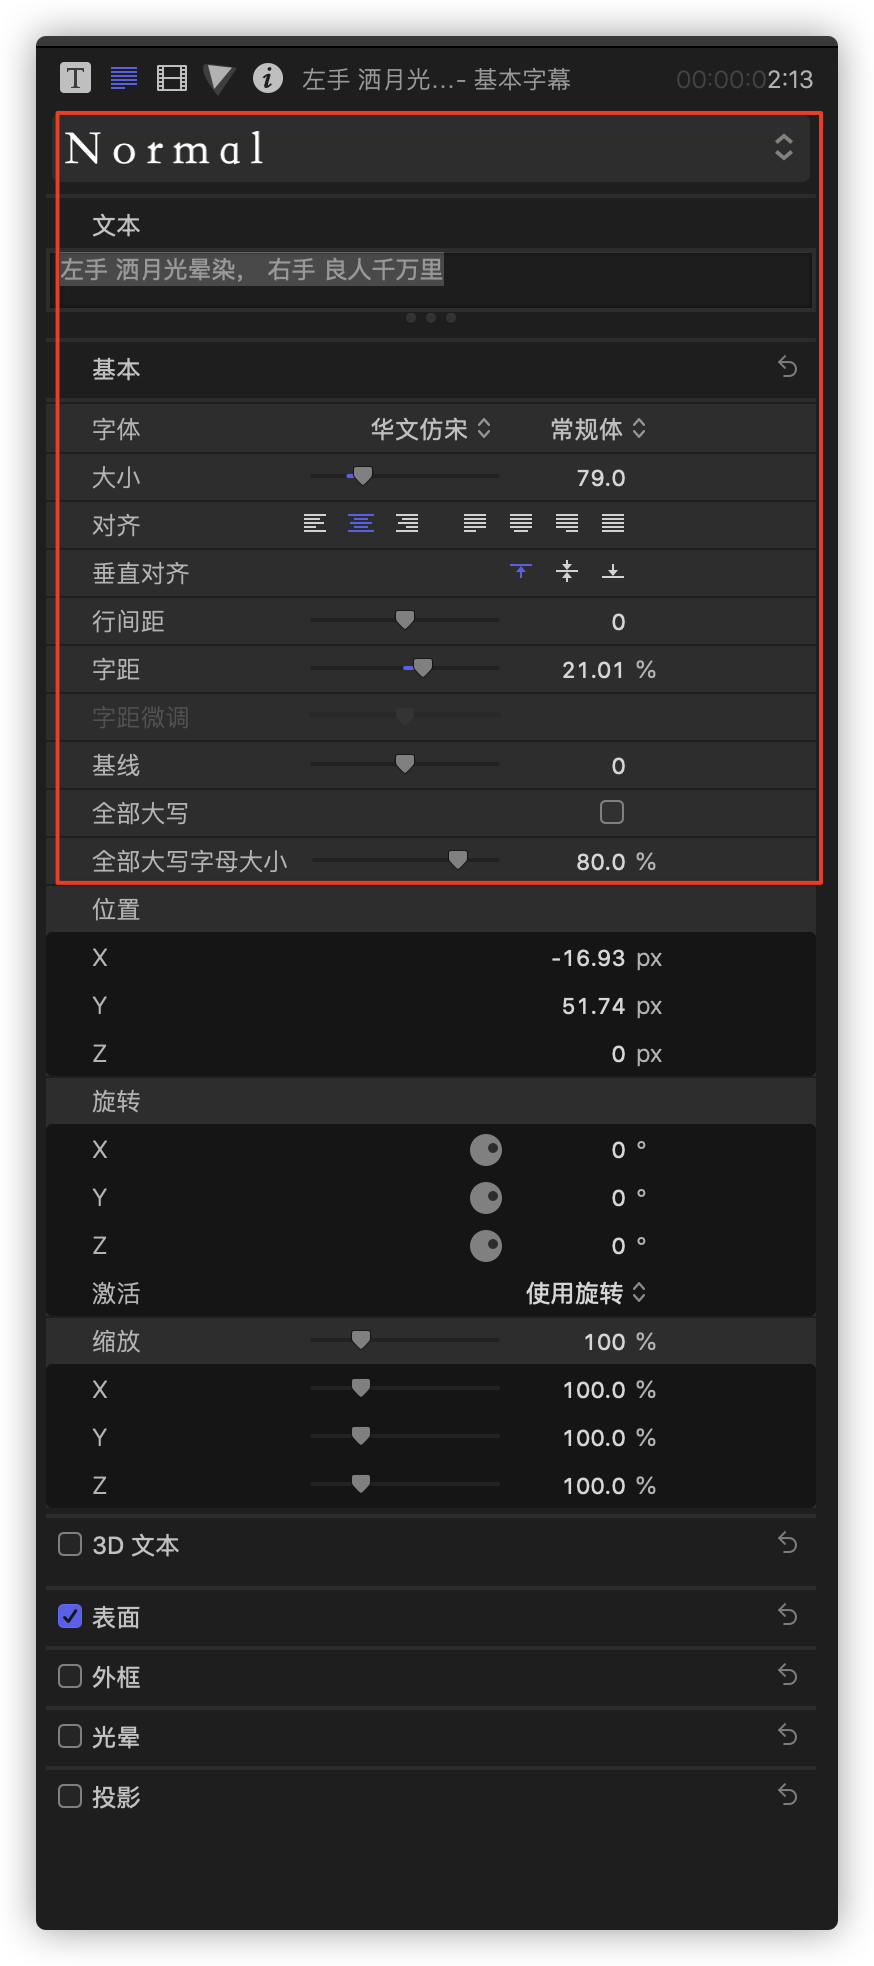 T 左手 洒月光…- 基本字幕 00:00:02:13
Normal
文本
左手 洒月光晕染， 右手 良人千万里
基本
字体 华文仿宋 常规体
大小 79.0
对齐
垂直对齐
行间距 0
字距 21.01 %
字距微调
基线 0
全部大写
全部大写字母大小 80.0 %
位置
X -16.93 px
Y 51.74 px
Z 0 px
旋转
X 0 °
Y 0 °
Z 0 °
激活 使用旋转
缩放 100 %
X 100.0 %
Y 100.0 %
Z 100.0 %
3D 文本
表面
外框
光晕
投影